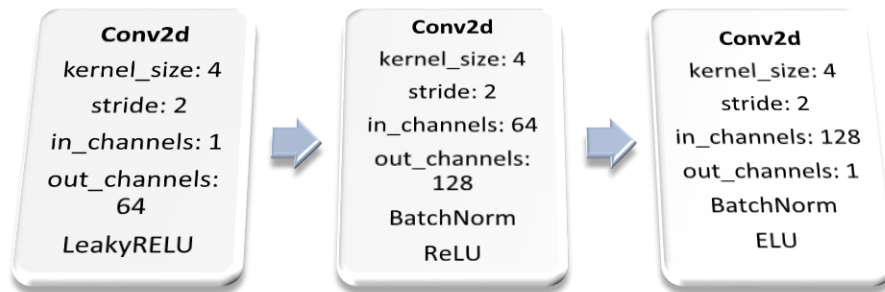 Conv2d
kernel_size: 4
stride: 2
in_channels: 1
out_channels:
64
LeakyRELU
Conv2d
kernel_size: 4
stride: 2
in_channels: 64
out_channels:
128
BatchNorm
ReLU
Conv2d
kernel_size: 4
stride: 2
in_channels: 128
out_channels: 1
BatchNorm
ELU